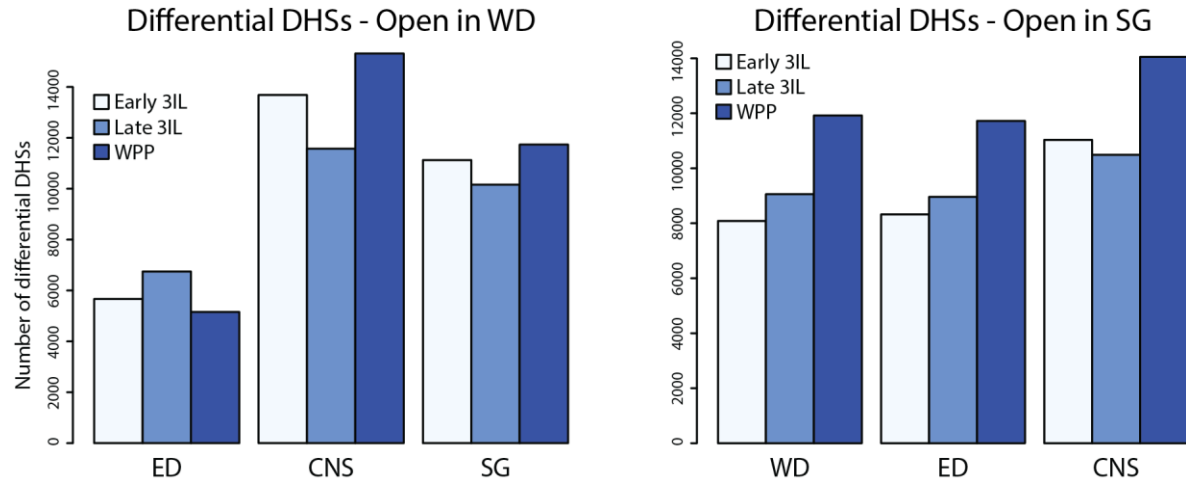 Differential DHSs - Open in WD
Number of differential DHSs
0
2000
4000
6000
8000
10000
12000
14000
Early 3IL
Late 3IL
WPP
ED
CNS
SG
Differential DHSs - Open in SG
0
2000
4000
6000
8000
10000
12000
14000
Early 3IL
Late 3IL
WPP
WD
ED
CNS